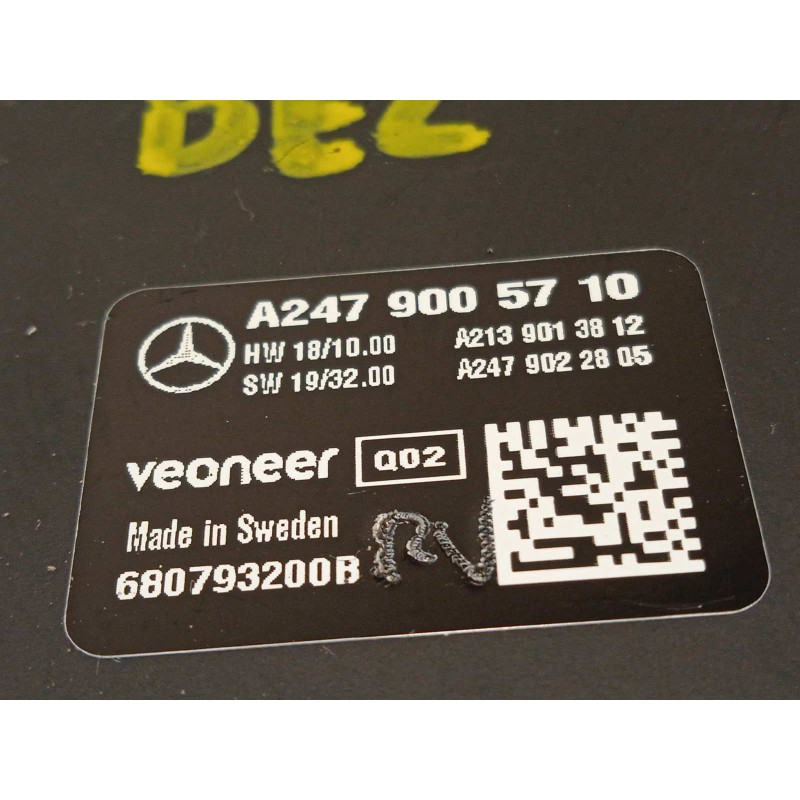 A247 900 57 10
HW 18/10.00 A213 901 38 12
SW 19/32.00 A247 902 28 05
veoneer Q02
Made in Sweden
680793200B RV